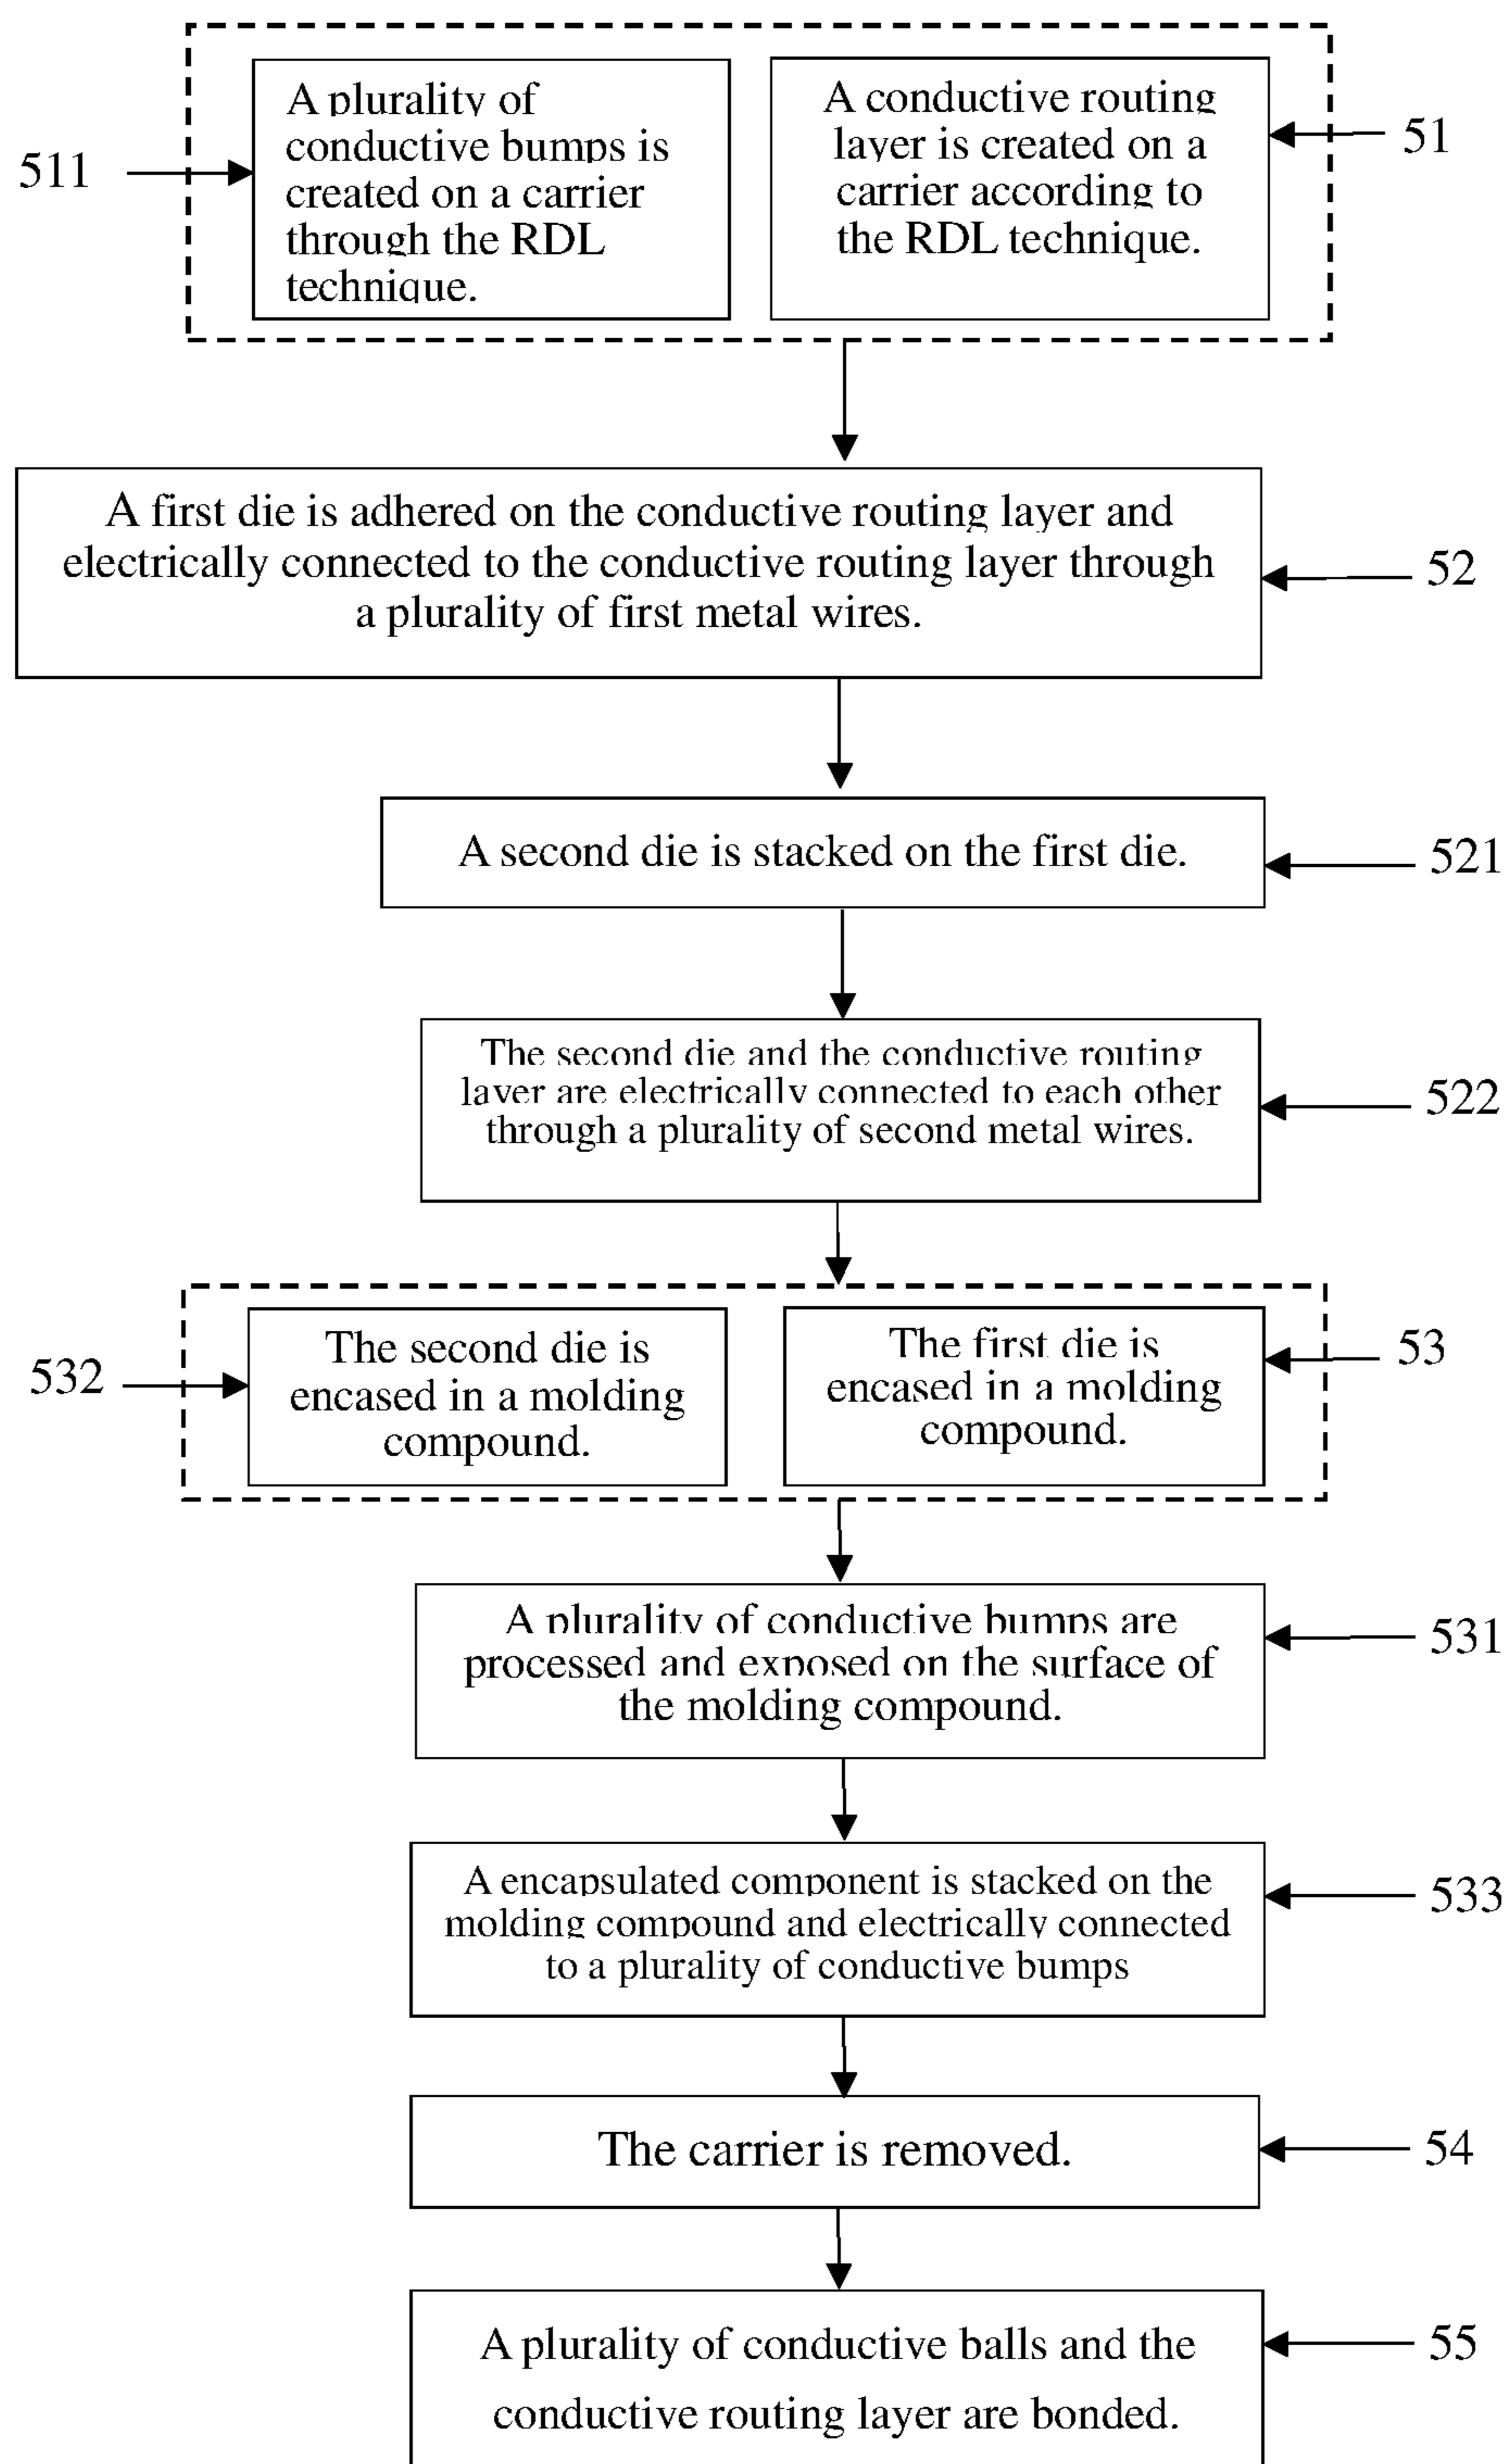 511
A plurality of
conductive bumps is
created on a carrier
through the RDL
technique.
A conductive routing
layer is created on a
carrier according to
the RDL technique.
51
A first die is adhered on the conductive routing layer and
electrically connected to the conductive routing layer through
a plurality of first metal wires.
52
A second die is stacked on the first die.
521
The second die and the conductive routing
layer are electrically connected to each other
through a plurality of second metal wires.
522
532
The second die is
encased in a molding
compound.
The first die is
encased in a molding
compound.
53
A plurality of conductive bumps are
processed and exposed on the surface of
the molding compound.
531
A encapsulated component is stacked on the
molding compound and electrically connected
to a plurality of conductive bumps
533
The carrier is removed.
54
A plurality of conductive balls and the
conductive routing layer are bonded.
55